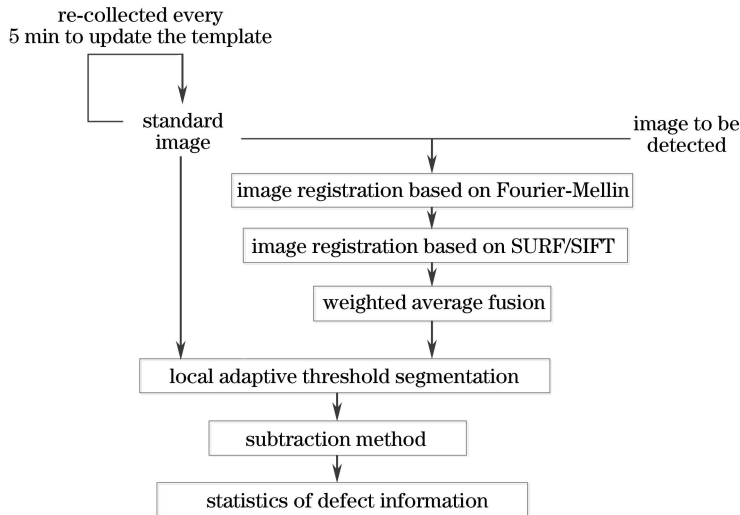 re-collected every
5 min to update the template
standard
image
image to be
detected
image registration based on Fourier-Mellin
image registration based on SURF/SIFT
weighted average fusion
local adaptive threshold segmentation
subtraction method
statistics of defect information